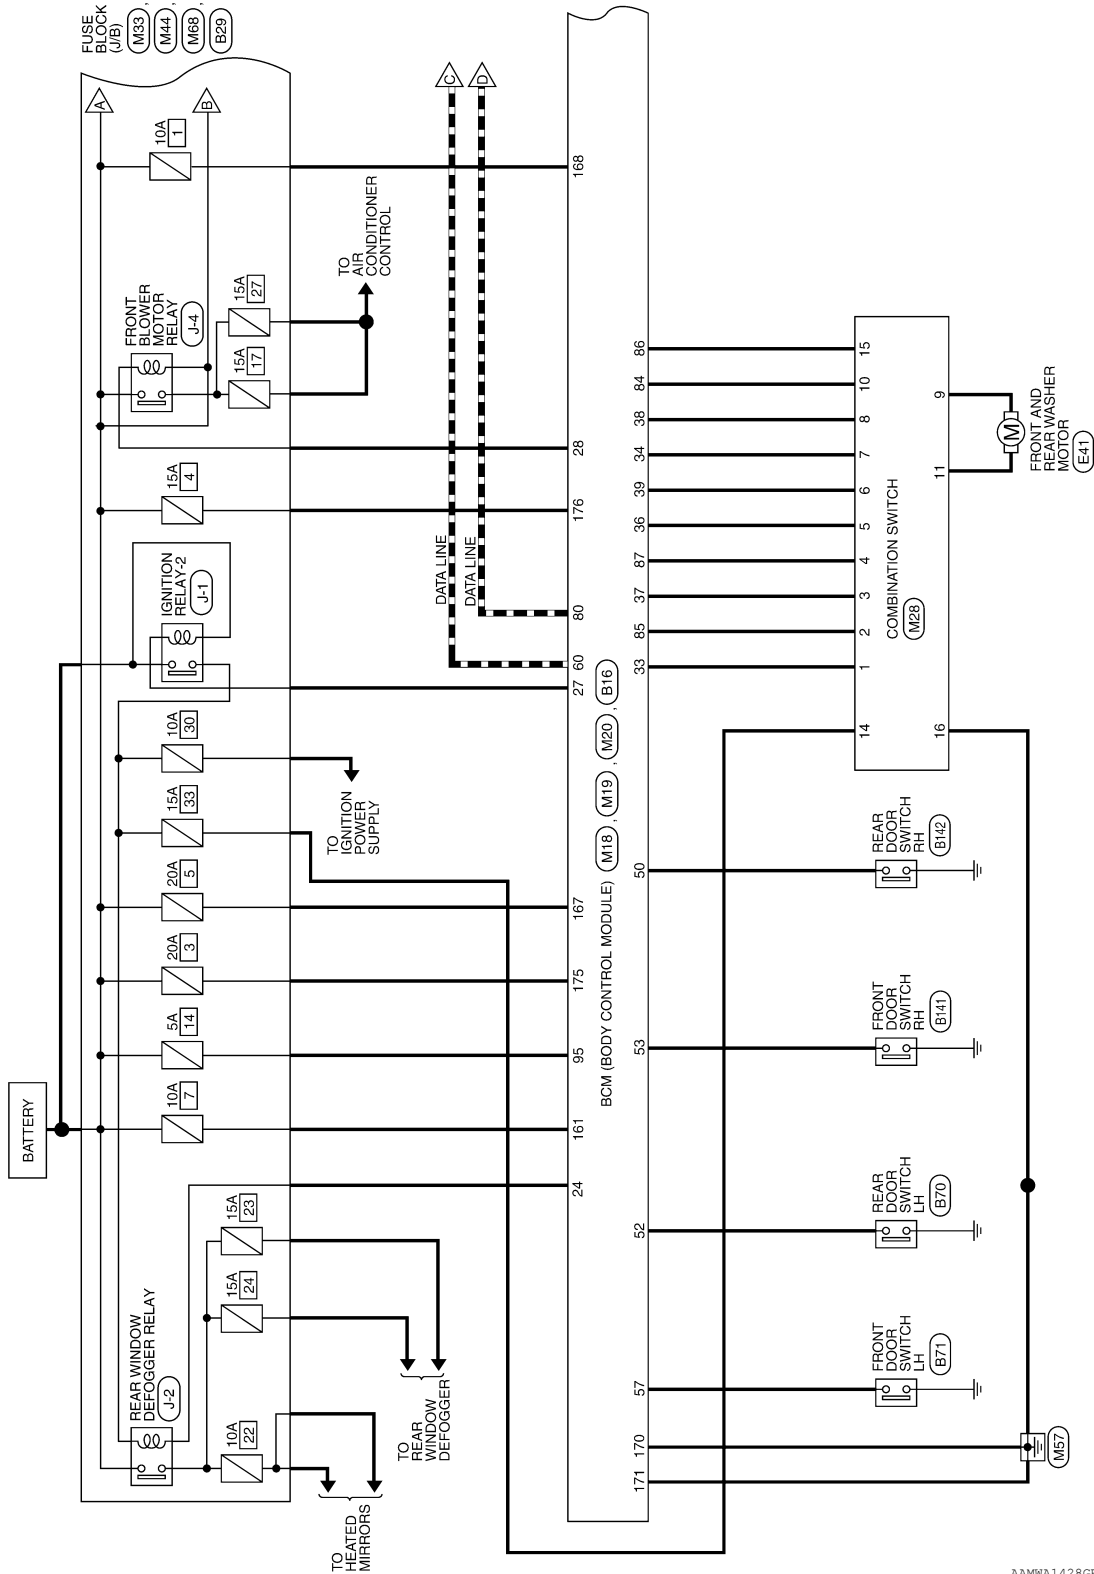 FUSE
BLOCK
(J/B)
M33 ,
M44 ,
M68 ,
B29
A
B
10A
1
FRONT
BLOWER
MOTOR
RELAY
J-4
15A
27
15A
17
TO
AIR
CONDITIONER
CONTROL
15A
4
IGNITION
RELAY-2
J-1
10A
30
TO
IGNITION
POWER
SUPPLY
15A
33
20A
5
20A
3
5A
14
10A
7
BATTERY
15A
23
15A
24
REAR WINDOW
DEFOGGER RELAY
J-2
10A
22
TO
REAR
WINDOW
DEFOGGER
TO
HEATED
MIRRORS
C
D
DATA LINE
DATA LINE
24
161
95
175
167
27
60
80
176
28
168
BCM (BODY CONTROL MODULE) M18 , M19 , M20 , B16
171
170
57
52
53
50
33
85
37
87
36
39
34
38
84
86
14
1
2
3
4
5
6
7
8
10
15
COMBINATION SWITCH
M28
16
11
9
M
FRONT AND
REAR WASHER
MOTOR
E41
REAR
DOOR
SWITCH
RH
B142
FRONT
DOOR
SWITCH
RH
B141
REAR
DOOR
SWITCH
LH
B70
FRONT
DOOR
SWITCH
LH
B71
M57